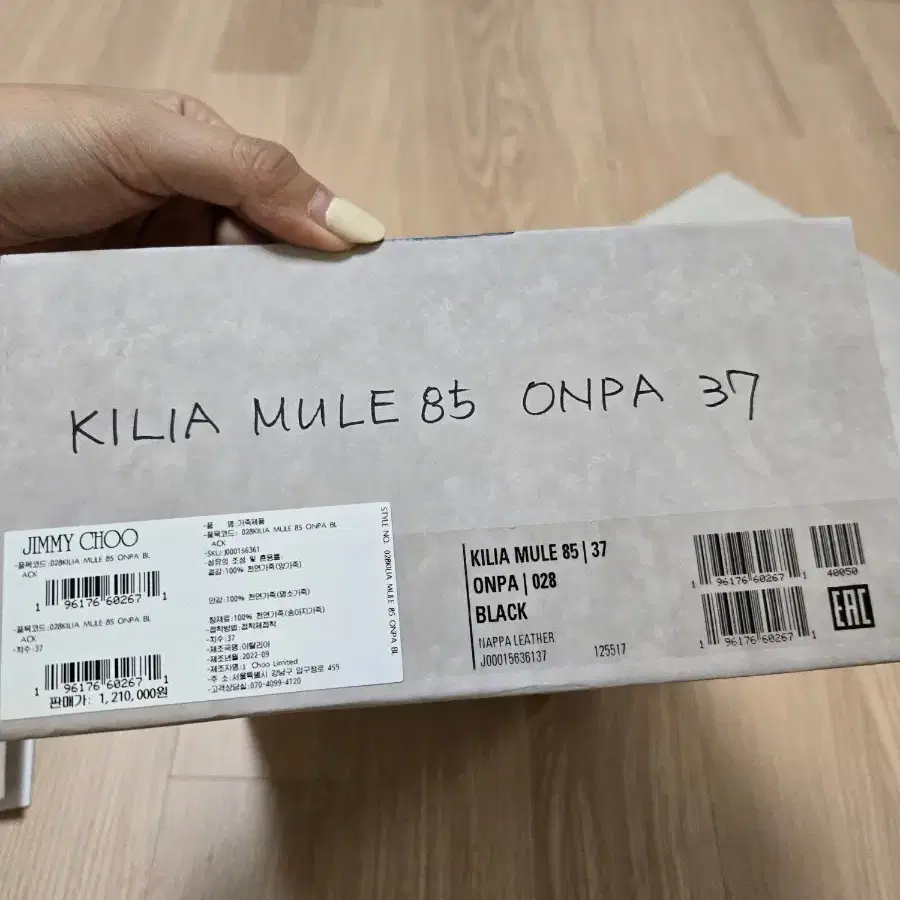 KILIA MULE 85 ONPA 37
JIMMY CHOO
-품목코드:028KILIA MULE 85 ONPA BL
ACK
1 96176 60267 1
-품목코드:028KILIA MULE 85 ONPA BL
ACK
-치수:37
1 96176 60267 1
판매가: 1,210,000원
-품 명:가죽제품
-품목코드: 028KILIA MULE 85 ONPA BL
ACK
-SKU:J000156361
-섬유의 조성 및 혼용률:
겉감:100% 천연가죽(양가죽)
안감:100% 천연가죽(염소가죽)
창재료:100% 천연가죽(송아지가죽)
-접착방법:접착제접착
-치수:37
-제조국명:이탈리아
-제조년월:2022-09
-제조자명:J. Choo Limited
-주 소:서울특별시 강남구 압구정로 459
-고객상담실:070-4099-4120
STYLE NO. 028KILIA MULE 85 ONPA BL
KILIA MULE 85 | 37
ONPA | 028
BLACK
NAPPA LEATHER
J00015636137 125517
1 96176 60267 1
40050
1 96176 60267 1
EAC